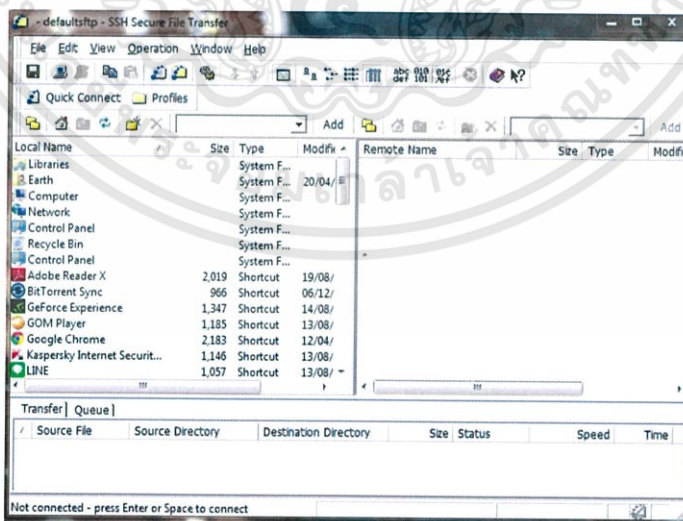 - defaultsftp - SSH Secure File Transfer
File Edit View Operation Window Help
Quick Connect Profiles
Add Add
Local Name Size Type Modifie Remote Name Size Type Modifi
Libraries System F...
Earth System F... 20/04/
Computer System F...
Network System F...
Control Panel System F...
Recycle Bin System F...
Control Panel System F...
Adobe Reader X 2,019 Shortcut 19/08/
BitTorrent Sync 966 Shortcut 06/12/
GeForce Experience 1,347 Shortcut 14/08/
GOM Player 1,185 Shortcut 13/08/
Google Chrome 2,183 Shortcut 12/04/
Kaspersky Internet Securit... 1,146 Shortcut 13/08/
LINE 1,057 Shortcut 13/08/
Transfer Queue
/ Source File Source Directory Destination Directory Size Status Speed Time
Not connected - press Enter or Space to connect